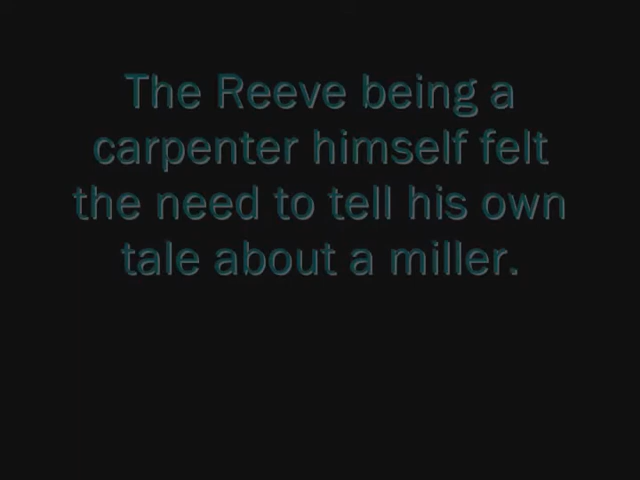 The Reeve being a
carpenter himself felt
the need to tell his own
tale about a miller.